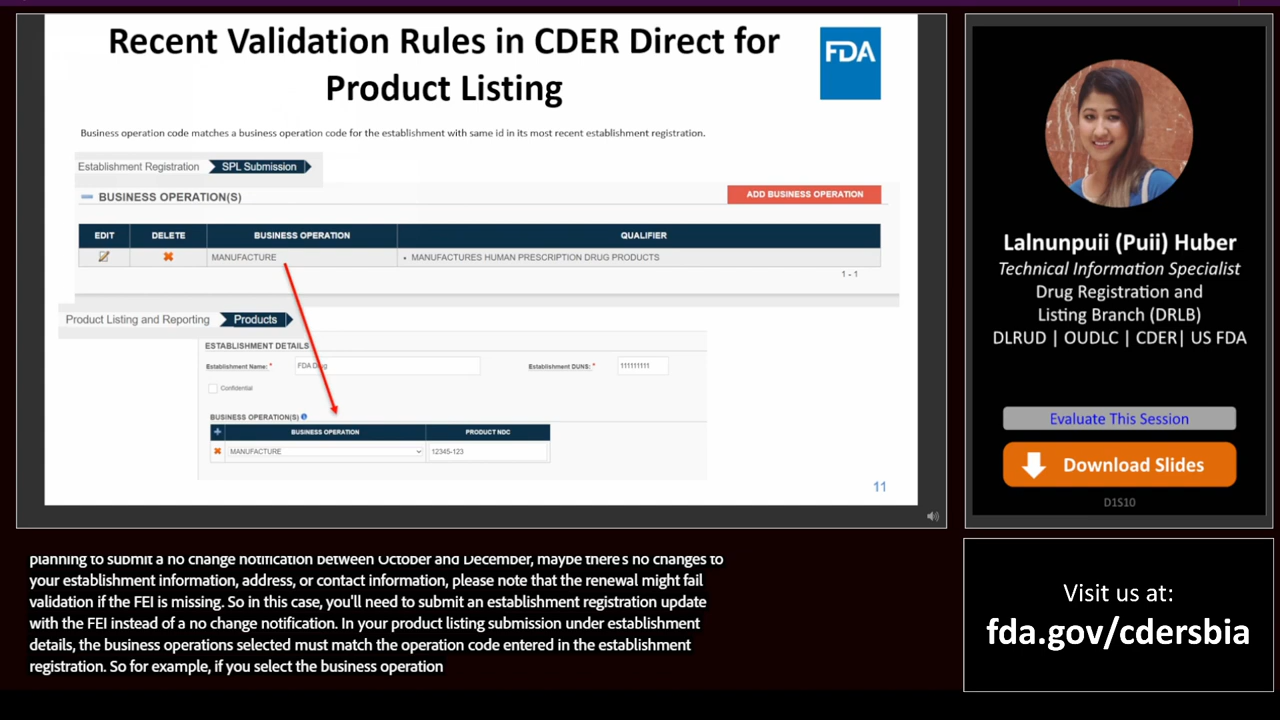 Recent Validation Rules in CDER Direct for
Product Listing
FDA
Business operation code matches a business operation code for the establishment with same id in its most recent establishment registration.
Establishment Registration SPL Submission
BUSINESS OPERATION(S) ADD BUSINESS OPERATION
EDIT DELETE BUSINESS OPERATION QUALIFIER
MANUFACTURE • MANUFACTURES HUMAN PRESCRIPTION DRUG PRODUCTS
1 - 1
Product Listing and Reporting Products
ESTABLISHMENT DETAILS
Establishment Name: * FDA Drug Establishment DUNS: * 111111111
Confidential
BUSINESS OPERATION(S)
BUSINESS OPERATION PRODUCT NDC
MANUFACTURE 12345-123
11
Lalnunpuii (Puii) Huber
Technical Information Specialist
Drug Registration and
Listing Branch (DRLB)
DLRUD | OUDLC | CDER| US FDA
Evaluate This Session
Download Slides
D1S10
planning to submit a no change notification between October and December, maybe there's no changes to
your establishment information, address, or contact information, please note that the renewal might fail
validation if the FEI is missing. So in this case, you'll need to submit an establishment registration update
with the FEI instead of a no change notification. In your product listing submission under establishment
details, the business operations selected must match the operation code entered in the establishment
registration. So for example, if you select the business operation
Visit us at:
fda.gov/cdersbia